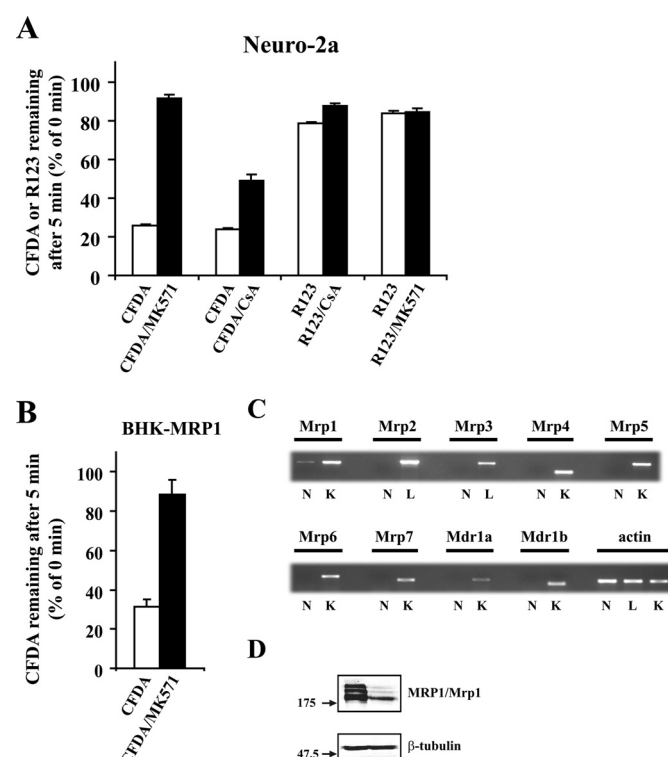 A
Neuro-2a
CFDA or R123 remaining
after 5 min (% of 0 min)
100
80
60
40
20
0
CFDA
CFDA/MK571
CFDA
CFDA/CsA
R123
R123/CsA
R123
R123/MK571
B
BHK-MRP1
CFDA remaining after 5 min
(% of 0 min)
100
80
60
40
20
0
CFDA
CFDA/MK571
C
Mrp1 Mrp2 Mrp3 Mrp4 Mrp5
N K N L N L N K N K
Mrp6 Mrp7 Mdr1a Mdr1b actin
N K N K N K N K N L K
D
175
MRP1/Mrp1
47.5
β-tubulin